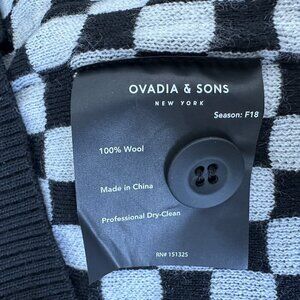 OVADIA & SONS
NEW YORK
Season: F18
100% Wool
Made in China
Professional Dry-Clean
RN# 151325